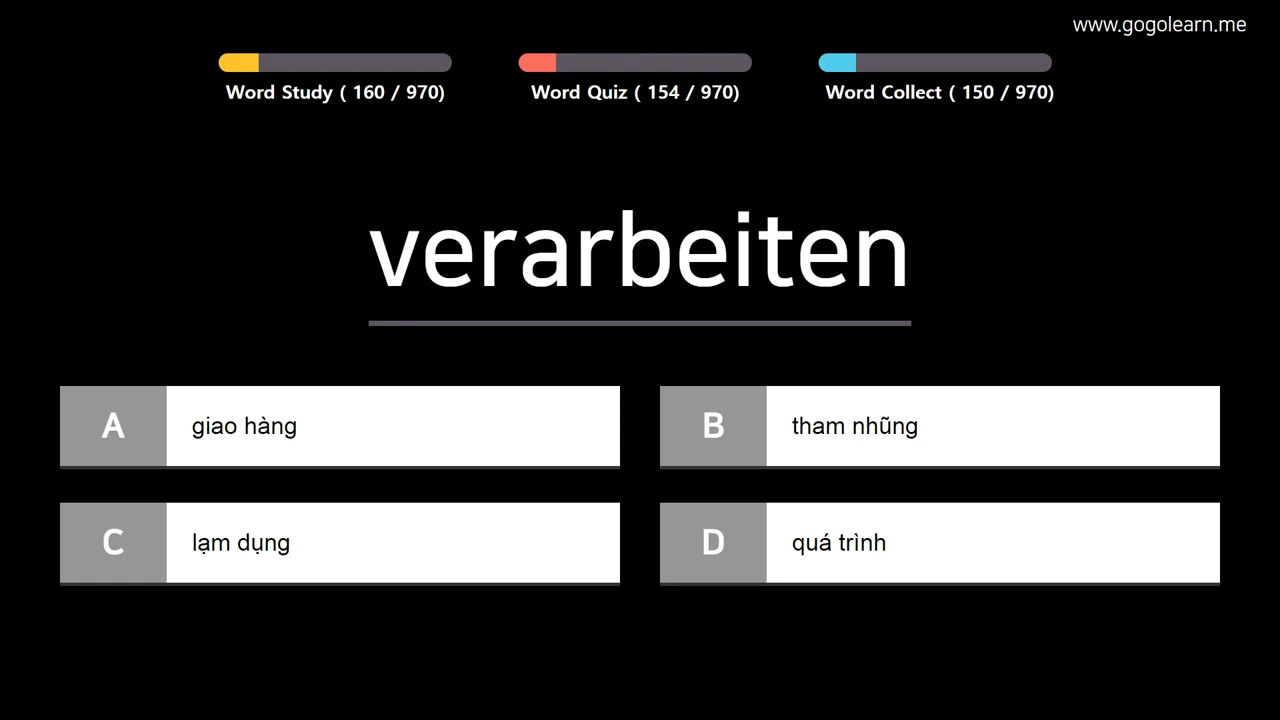 www.gogolearn.me
Word Study ( 160 / 970)
Word Quiz ( 154 / 970)
Word Collect ( 150 / 970)
verarbeiten
A giao hàng
B tham nhũng
C lạm dụng
D quá trình